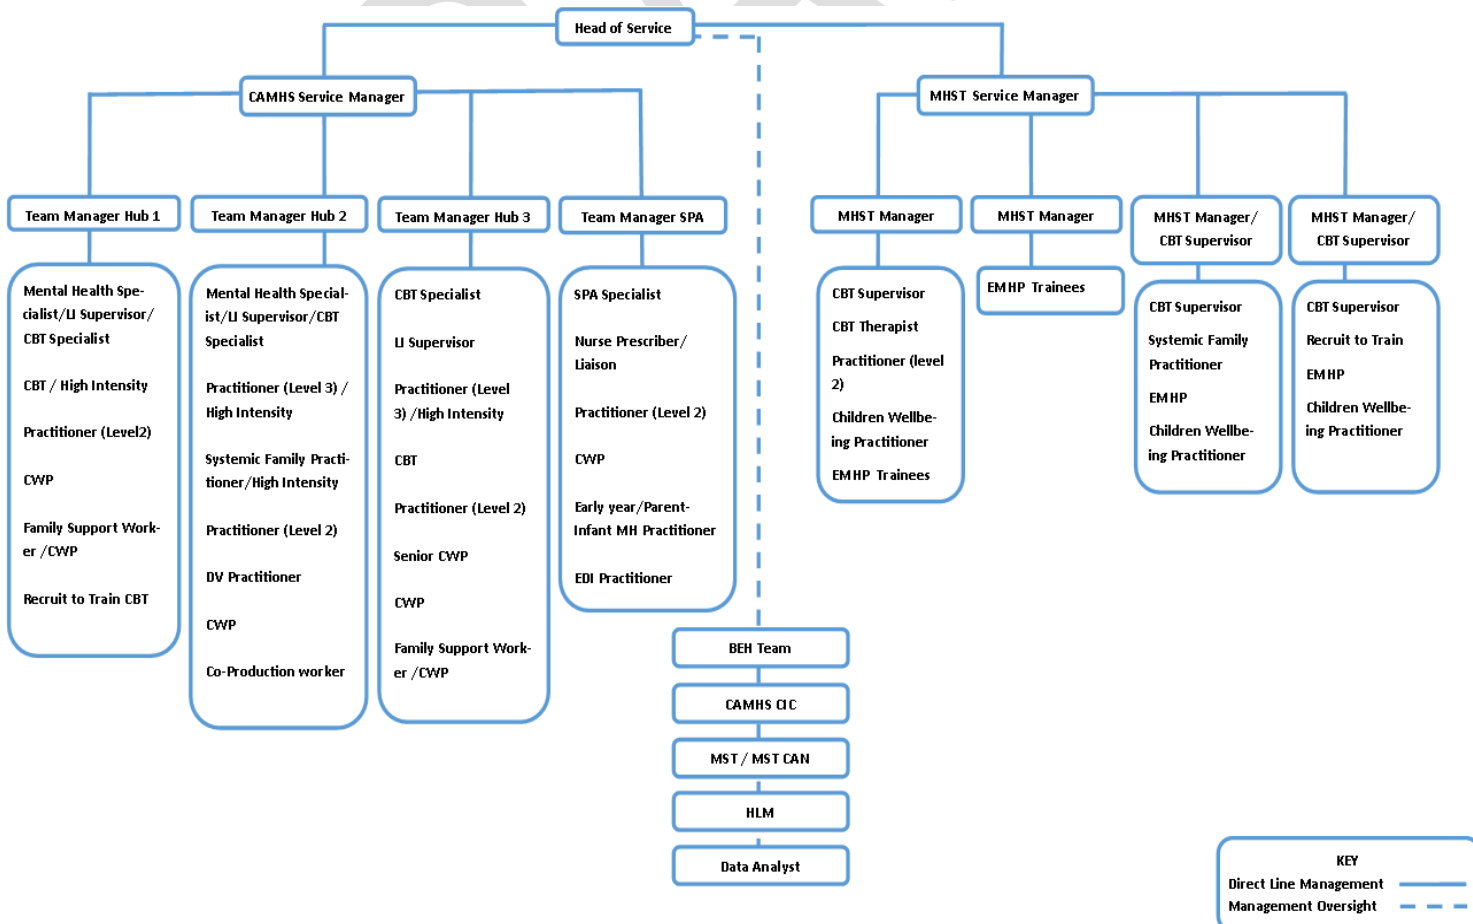 Head of Service
CAMHS Service Manager
MHST Service Manager
Team Manager Hub 1
Team Manager Hub 2
Team Manager Hub 3
Team Manager SPA
MHST Manager
MHST Manager
MHST Manager/
CBT Supervisor
MHST Manager/
CBT Supervisor
Mental Health Spe-
cialist/LI Supervisor/
CBT Specialist
CBT / High Intensity
Practitioner (Level2)
CWP
Family Support Work-
er /CWP
Recruit to Train CBT
Mental Health Special-
ist/LI Supervisor/CBT
Specialist
Practitioner (Level 3) /
High Intensity
Systemic Family Practi-
tioner/High Intensity
Practitioner (Level 2)
DV Practitioner
CWP
Co-Production worker
CBT Specialist
LI Supervisor
Practitioner (Level
3) /High Intensity
CBT
Practitioner (Level 2)
Senior CWP
CWP
Family Support Work-
er /CWP
SPA Specialist
Nurse Prescriber/
Liaison
Practitioner (Level 2)
CWP
Early year/Parent-
Infant MH Practitioner
EDI Practitioner
CBT Supervisor
CBT Therapist
Practitioner (level
2)
Children Wellbe-
ing Practitioner
EMHP Trainees
EMHP Trainees
CBT Supervisor
Systemic Family
Practitioner
EMHP
Children Wellbe-
ing Practitioner
CBT Supervisor
Recruit to Train
EMHP
Children Wellbe-
ing Practitioner
BEH Team
CAMHS CIC
MST / MST CAN
HLM
Data Analyst
KEY
Direct Line Management
Management Oversight